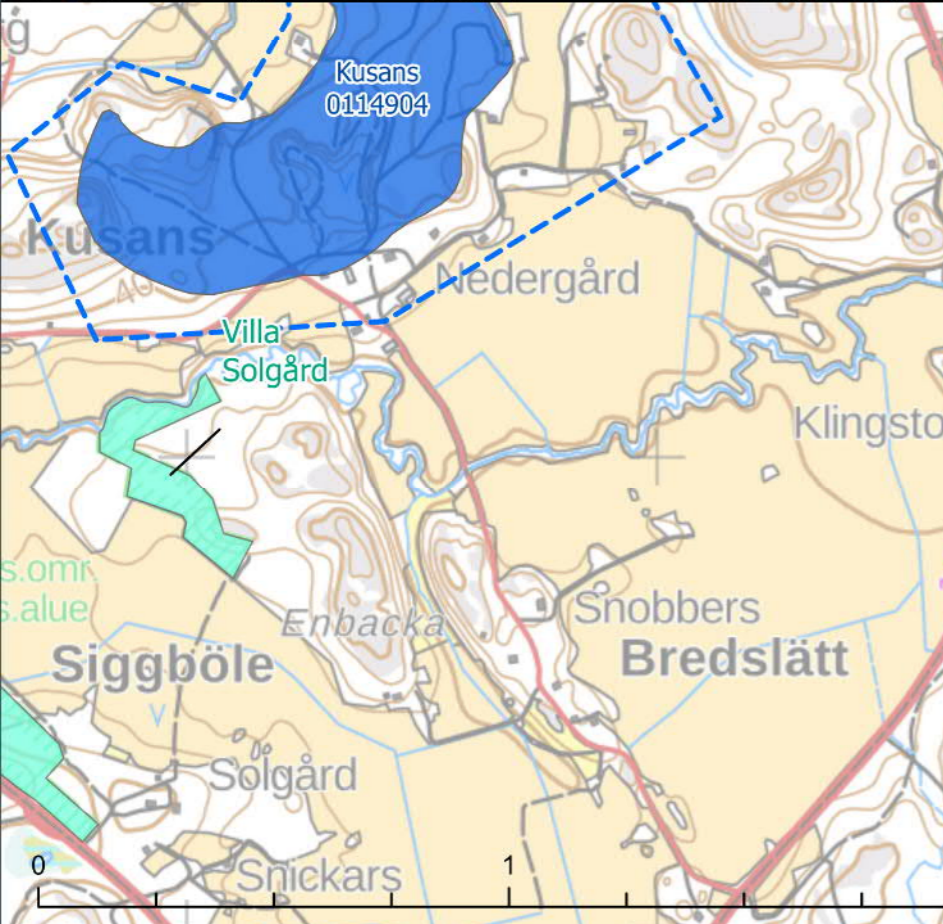 Kusans
0114904
Kusans
40
Nedergård
Villa
Solgård
Klingsto
s.omr.
s.alue
Enbacka
Snobbers
Siggböle
Bredslätt
Solgård
Snickars
0
1